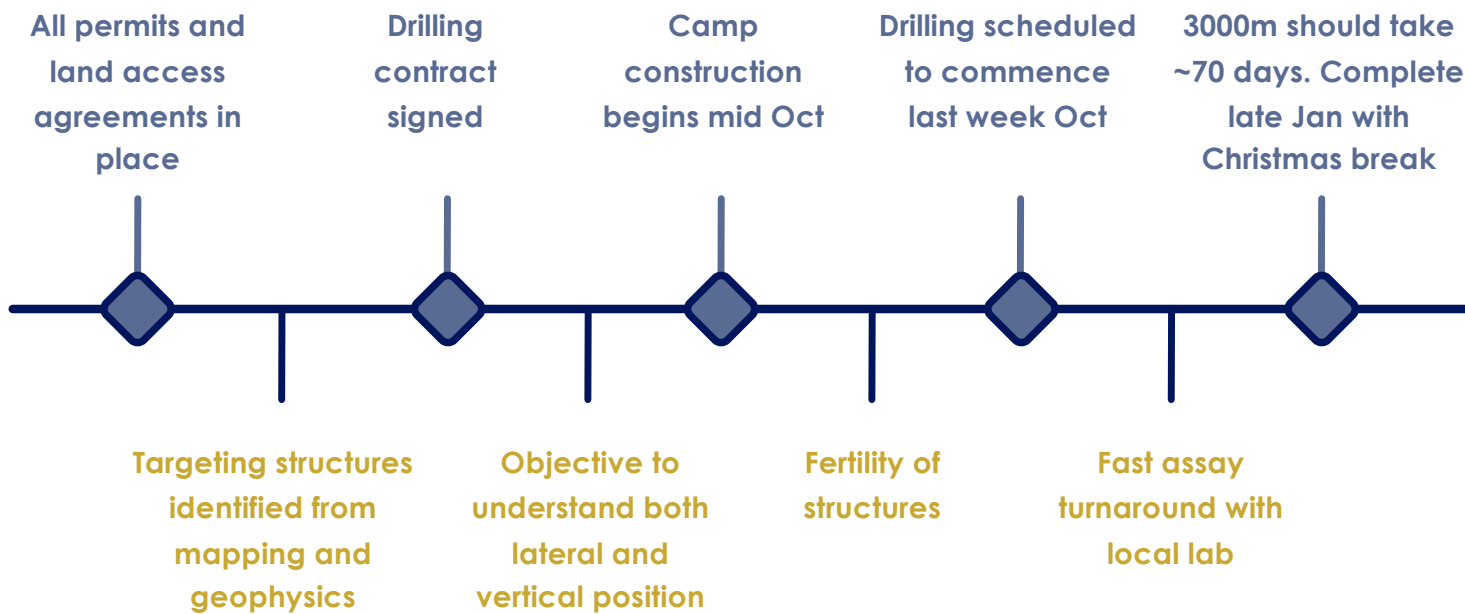 All permits and
land access
agreements in
place
Drilling
contract
signed
Camp
construction
begins mid Oct
Drilling scheduled
to commence
last week Oct
3000m should take
~70 days. Complete
late Jan with
Christmas break
Targeting structures
identified from
mapping and
geophysics
Objective to
understand both
lateral and
vertical position
Fertility of
structures
Fast assay
turnaround with
local lab